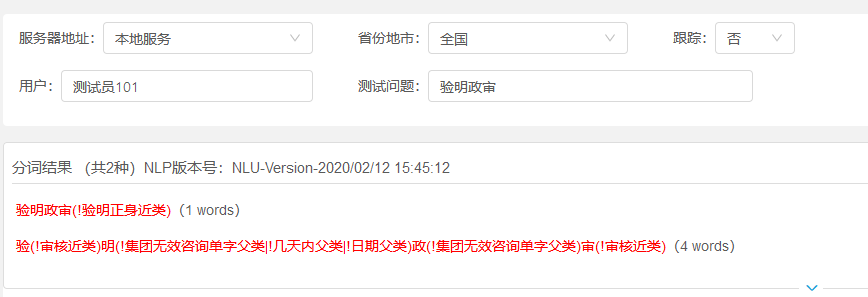 服务器地址： 本地服务 省份地市： 全国 跟踪： 否
用户： 测试员101 测试问题： 验明政审
分词结果 （共2种）NLP版本号：NLU-Version-2020/02/12 15:45:12
验明政审(!验明正身近类)（1 words）
验(!审核近类)明(!集团无效咨询单字父类|!几天内父类|!日期父类)政(!集团无效咨询单字父类)审(!审核近类)（4 words）